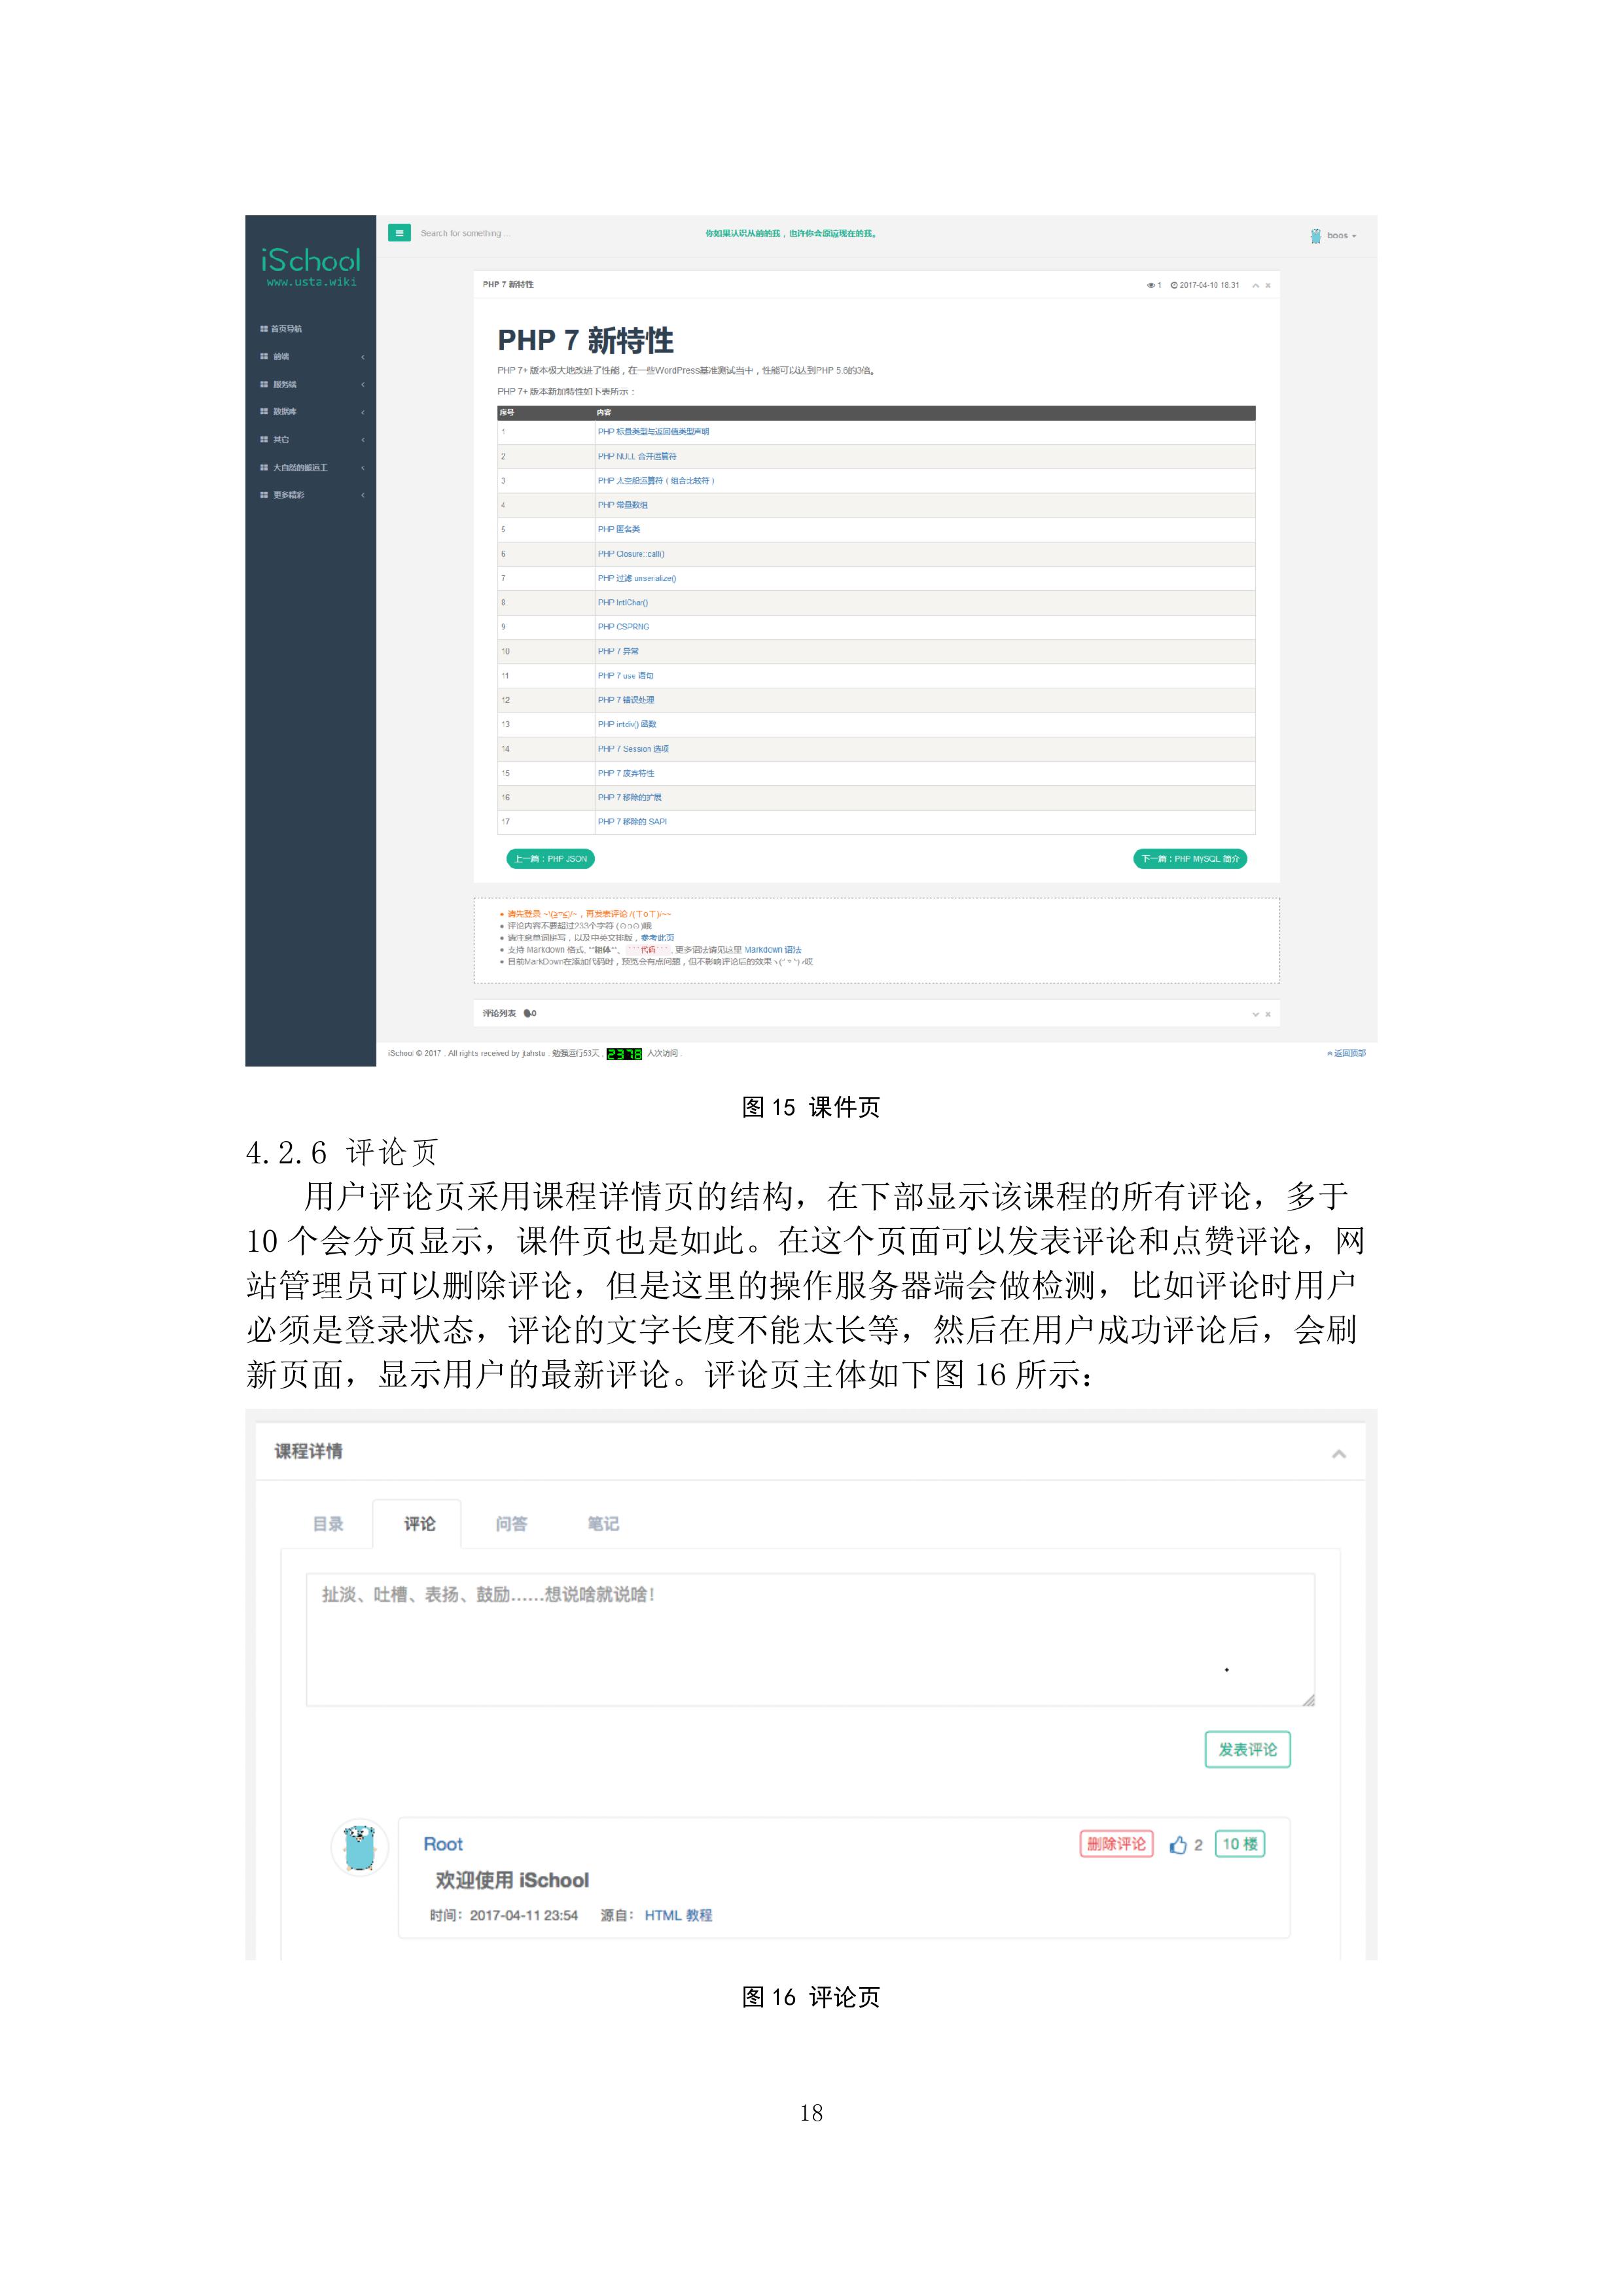 iSchool
www.usta.wiki
首页导航
前端
服务端
数据库
其它
大自然的搬运工
更多精彩
Search for something ...
你如果认识从前的我，也许你会原谅现在的我。
boos
PHP 7 新特性
1 2017-04-10 18:31
PHP 7 新特性
PHP 7+ 版本极大地改进了性能，在一些WordPress基准测试当中，性能可以达到PHP 5.6的3倍。
PHP 7+ 版本新加特性如下表所示：
序号 内容
1 PHP 标量类型与返回值类型声明
2 PHP NULL 合并运算符
3 PHP 太空船运算符（组合比较符）
4 PHP 常量数组
5 PHP 匿名类
6 PHP Closure::call()
7 PHP 过滤 unserialize()
8 PHP IntlChar()
9 PHP CSPRNG
10 PHP 7 异常
11 PHP 7 use 语句
12 PHP 7 错误处理
13 PHP intdiv() 函数
14 PHP 7 Session 选项
15 PHP 7 废弃特性
16 PHP 7 移除的扩展
17 PHP 7 移除的 SAPI
上一篇：PHP JSON
下一篇：PHP MySQL 简介
请先登录 ~\(≧▽≦)/~，再发表评论 /(ToT)/~~
评论内容不要超过233个字符 (⊙o⊙)哦
请注意单词拼写，以及中英文排版，参考此页
支持 Markdown 格式, **粗体**、 ```代码```, 更多语法请见这里 Markdown 语法
目前MarkDown在添加代码时，预览会有点问题，但不影响评论后的效果
评论列表 0
iSchool © 2017 . All rights received by jtahstu . 勉强运行53天 , 2378 人次访问 .
返回顶部
图 15 课件页
4.2.6 评论页
用户评论页采用课程详情页的结构，在下部显示该课程的所有评论，多于
10 个会分页显示，课件页也是如此。在这个页面可以发表评论和点赞评论，网
站管理员可以删除评论，但是这里的操作服务器端会做检测，比如评论时用户
必须是登录状态，评论的文字长度不能太长等，然后在用户成功评论后，会刷
新页面，显示用户的最新评论。评论页主体如下图 16 所示：
课程详情
目录 评论 问答 笔记
扯淡、吐槽、表扬、鼓励......想说啥就说啥！
发表评论
Root 删除评论 2 10 楼
欢迎使用 iSchool
时间：2017-04-11 23:54 源自： HTML 教程
图 16 评论页
18